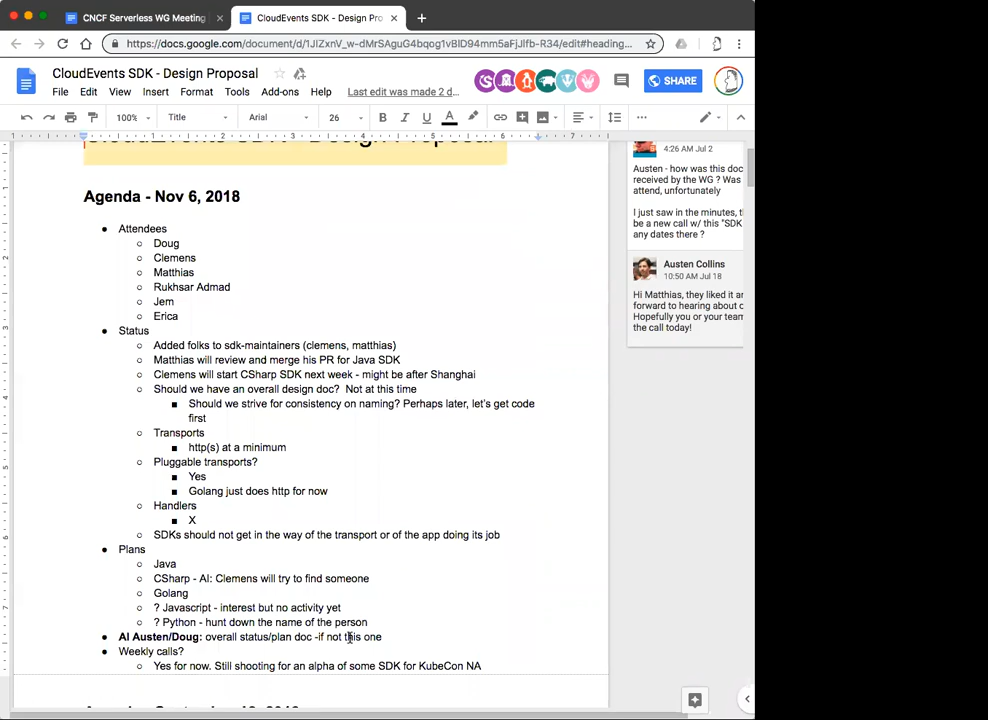 CNCF Serverless WG Meeting
CloudEvents SDK - Design Pro
https://docs.google.com/document/d/1JIZxnV_w-dMrSAguG4bqog1vBID94mm5aFjJlfb-R34/edit#heading...
CloudEvents SDK - Design Proposal
File Edit View Insert Format Tools Add-ons Help Last edit was made 2 d...
SHARE
100% Title Arial 26 B I U A
1 1 2 3 4 5 6 7
CloudEvents SDK - Design Proposal
Agenda - Nov 6, 2018
Attendees
Doug
Clemens
Matthias
Rukhsar Admad
Jem
Erica
Status
Added folks to sdk-maintainers (clemens, matthias)
Matthias will review and merge his PR for Java SDK
Clemens will start CSharp SDK next week - might be after Shanghai
Should we have an overall design doc? Not at this time
Should we strive for consistency on naming? Perhaps later, let's get code
first
Transports
http(s) at a minimum
Pluggable transports?
Yes
Golang just does http for now
Handlers
X
SDKs should not get in the way of the transport or of the app doing its job
Plans
Java
CSharp - AI: Clemens will try to find someone
Golang
? Javascript - interest but no activity yet
? Python - hunt down the name of the person
AI Austen/Doug: overall status/plan doc -if not this one
Weekly calls?
Yes for now. Still shooting for an alpha of some SDK for KubeCon NA
4:26 AM Jul 2
Austen - how was this doc
received by the WG ? Was
attend, unfortunately
I just saw in the minutes, th
be a new call w/ this "SDK
any dates there ?
Austen Collins
10:50 AM Jul 18
Hi Matthias, they liked it an
forward to hearing about
Hopefully you or your team
the call today!